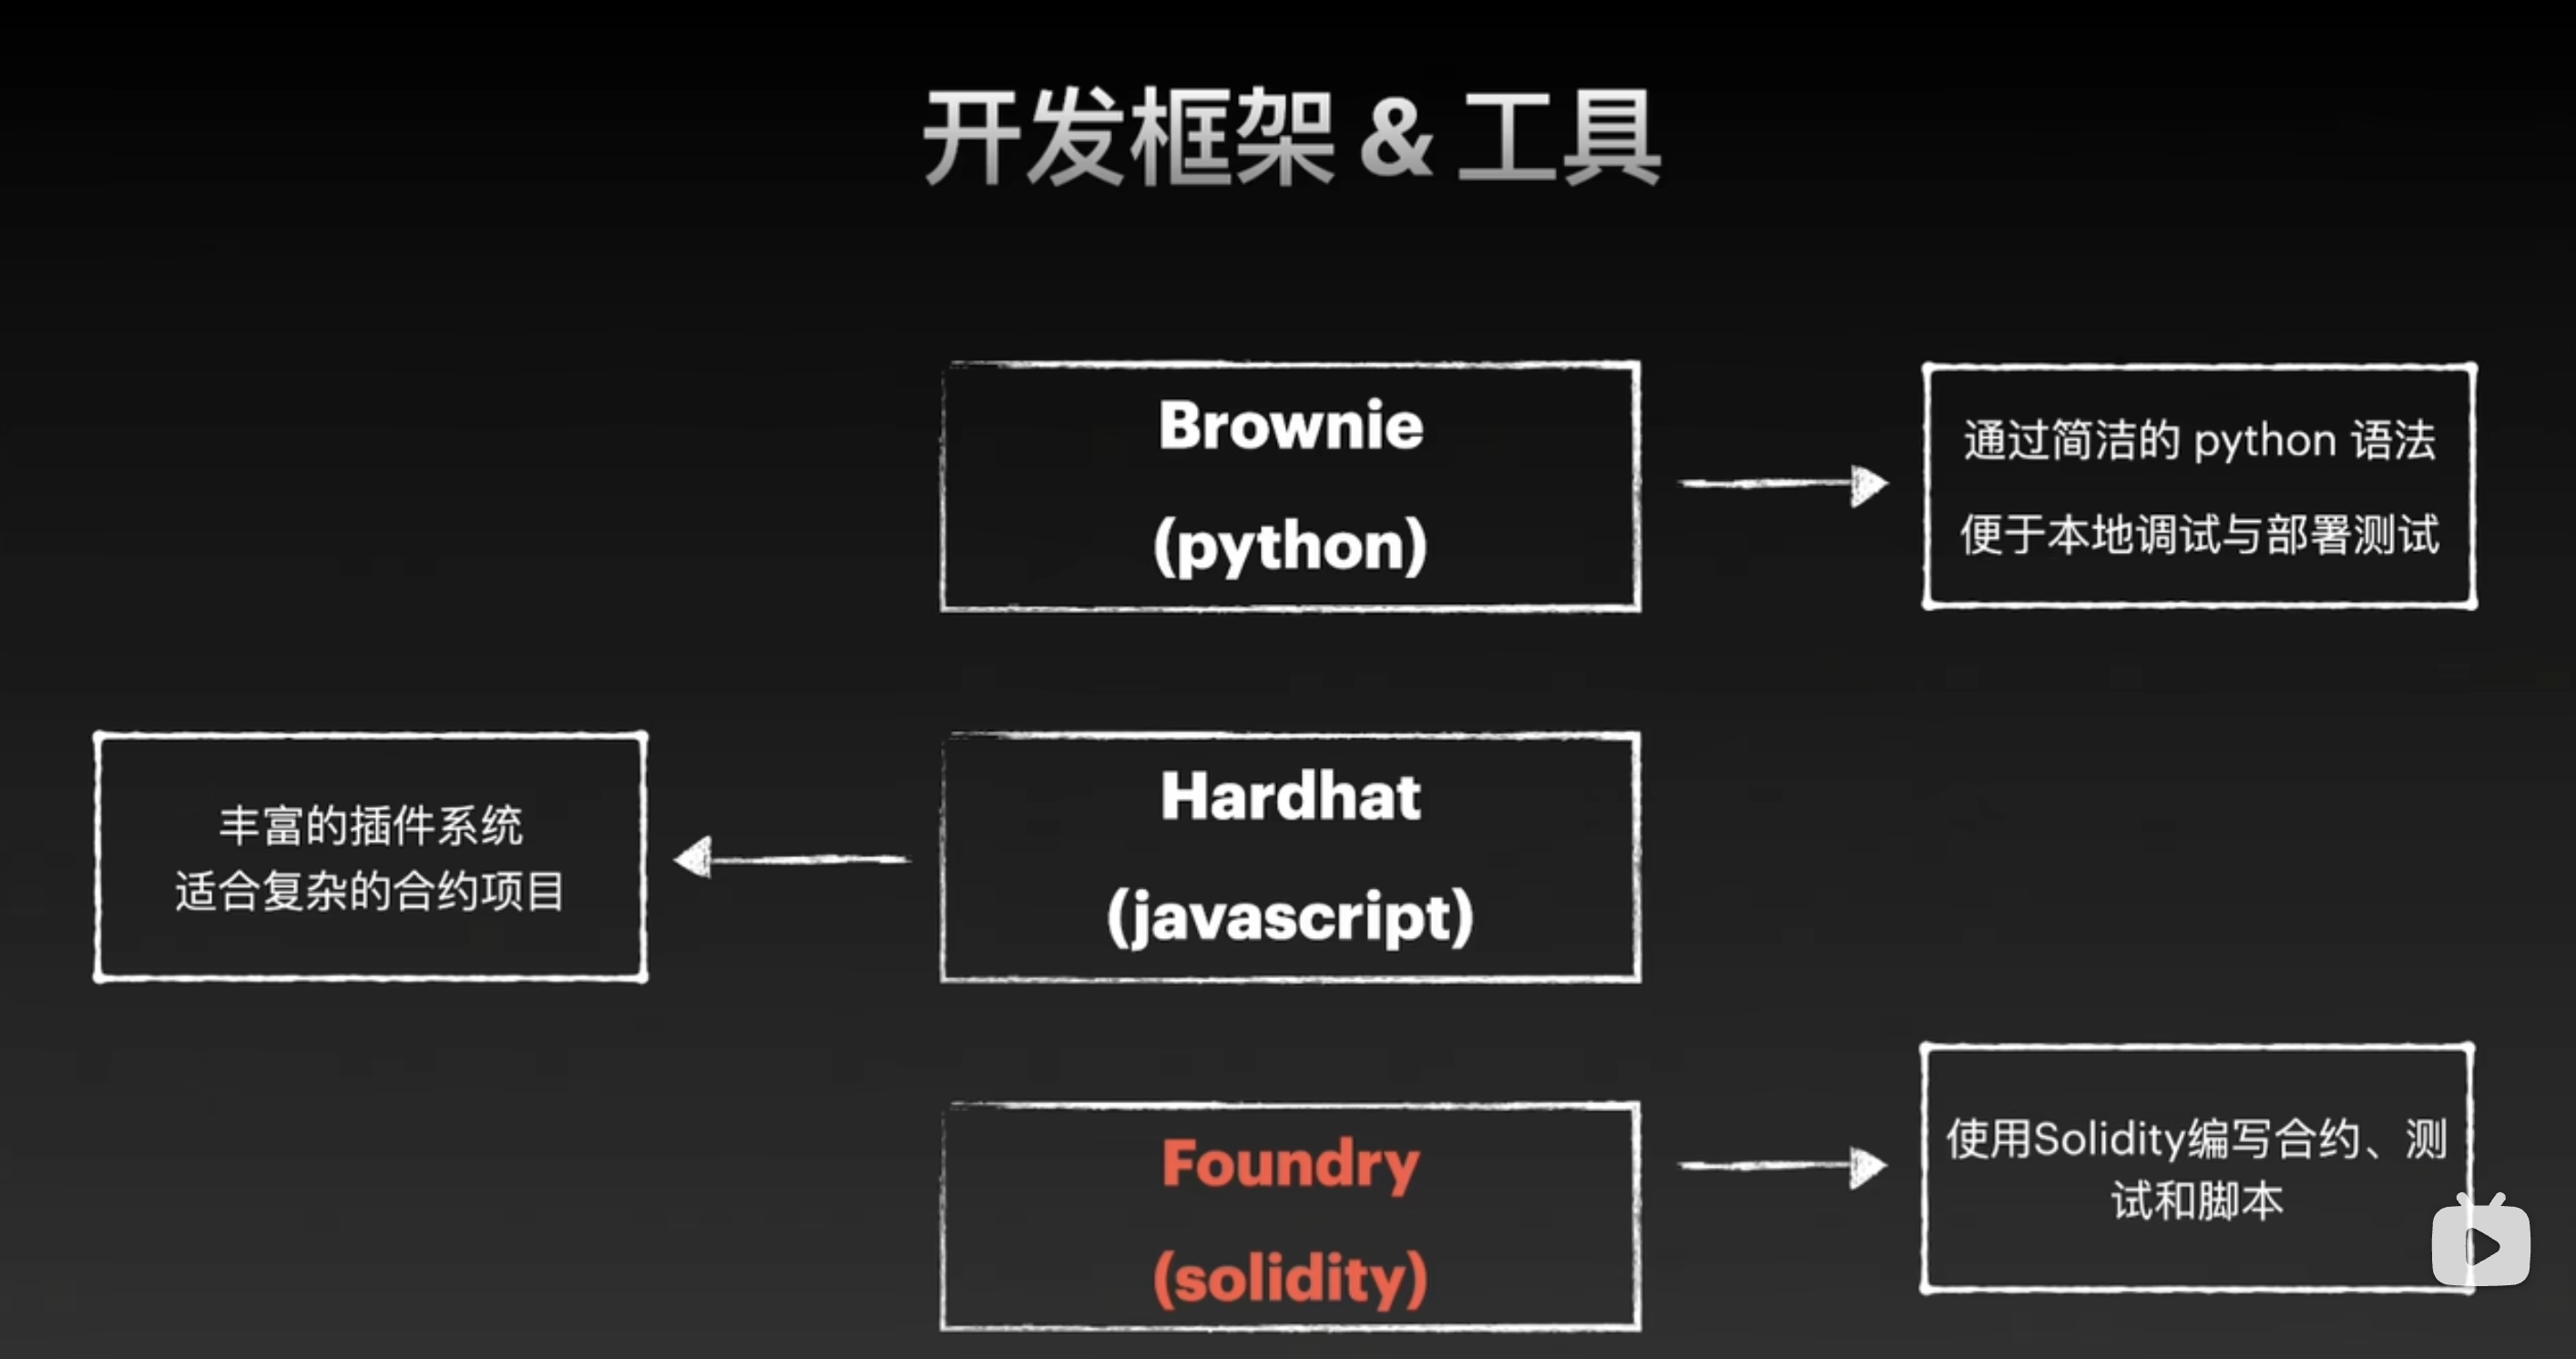 开发框架 & 工具
Brownie
(python)
通过简洁的 python 语法
便于本地调试与部署测试
丰富的插件系统
适合复杂的合约项目
Hardhat
(javascript)
Foundry
(solidity)
使用Solidity编写合约、测
试和脚本